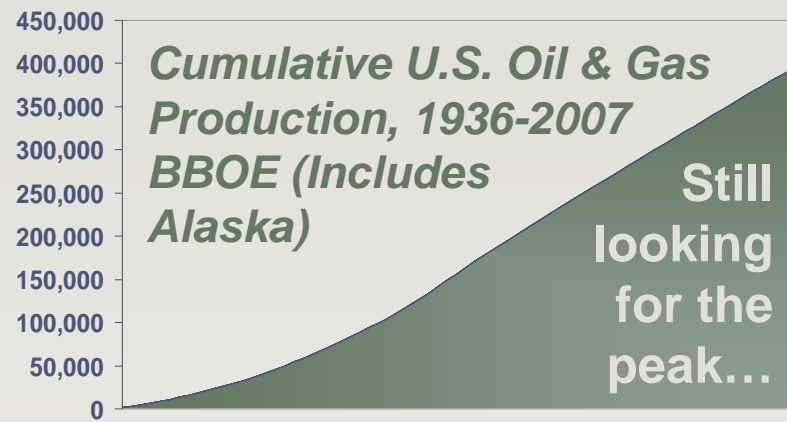 450,000
400,000
350,000
300,000
250,000
200,000
150,000
100,000
50,000
0
Cumulative U.S. Oil & Gas
Production, 1936-2007
BBOE (Includes
Alaska)
Still
looking
for the
peak…